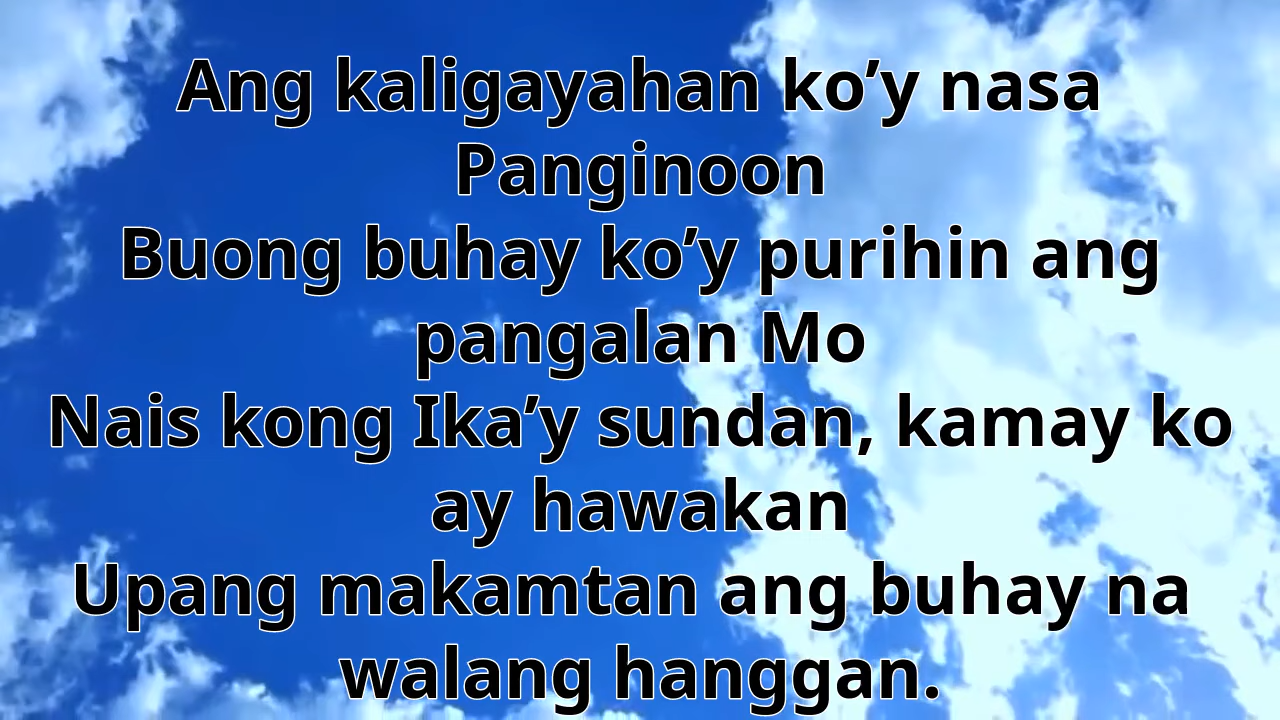 Ang kaligayahan ko’y nasa
Panginoon
Buong buhay ko’y purihin ang
pangalan Mo
Nais kong Ika’y sundan, kamay ko
ay hawakan
Upang makamtan ang buhay na
walang hanggan.